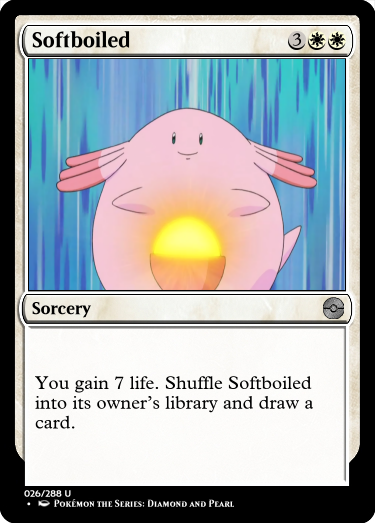 Softboiled 3
Sorcery
You gain 7 life. Shuffle Softboiled
into its owner's library and draw a
card.
026/288 U
• Pokémon the Series: Diamond and Pearl